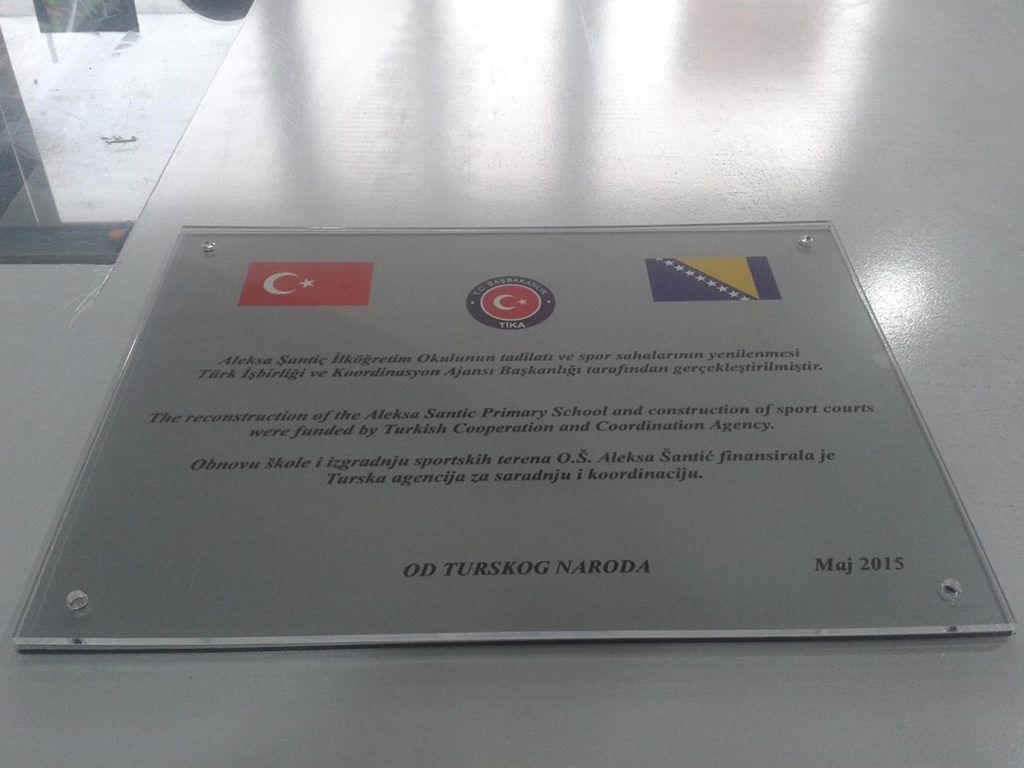 T.C. BAŞBAKANLIK
TİKA
Aleksa Şantiç İlköğretim Okulunun tadilatı ve spor sahalarının yenilenmesi
Türk İşbirliği ve Koordinasyon Ajansı Başkanlığı tarafından gerçekleştirilmiştir.
The reconstruction of the Aleksa Santic Primary School and construction of sport courts
were funded by Turkish Cooperation and Coordination Agency.
Obnovu škole i izgradnju sportskih terena O.Š. Aleksa Šantić finansirala je
Turska agencija za saradnju i koordinaciju.
OD TURSKOG NARODA
Maj 2015